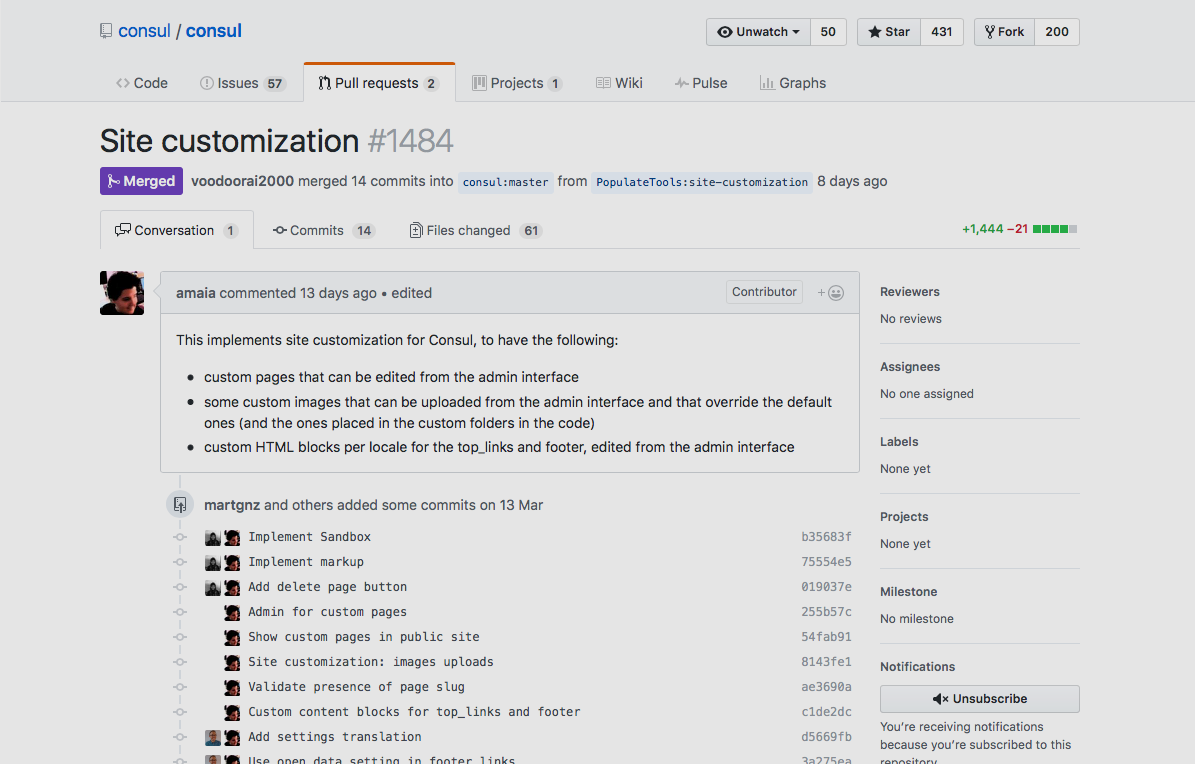 consul / consul
Unwatch 50 Star 431 Fork 200
Code Issues 57 Pull requests 2 Projects 1 Wiki Pulse Graphs
Site customization #1484
Merged voodoorai2000 merged 14 commits into consul:master from PopulateTools:site-customization 8 days ago
Conversation 1 Commits 14 Files changed 61 +1,444 −21
amaia commented 13 days ago • edited Contributor +
This implements site customization for Consul, to have the following:
• custom pages that can be edited from the admin interface
• some custom images that can be uploaded from the admin interface and that override the default
ones (and the ones placed in the custom folders in the code)
• custom HTML blocks per locale for the top_links and footer, edited from the admin interface
martgnz and others added some commits on 13 Mar
Implement Sandbox b35683f
Implement markup 75554e5
Add delete page button 019037e
Admin for custom pages 255b57c
Show custom pages in public site 54fab91
Site customization: images uploads 8143fe1
Validate presence of page slug ae3690a
Custom content blocks for top_links and footer c1de2dc
Add settings translation d5669fb
Use open data setting in footer links 3a275ea
Reviewers
No reviews
Assignees
No one assigned
Labels
None yet
Projects
None yet
Milestone
No milestone
Notifications
Unsubscribe
You're receiving notifications
because you're subscribed to this
repository.